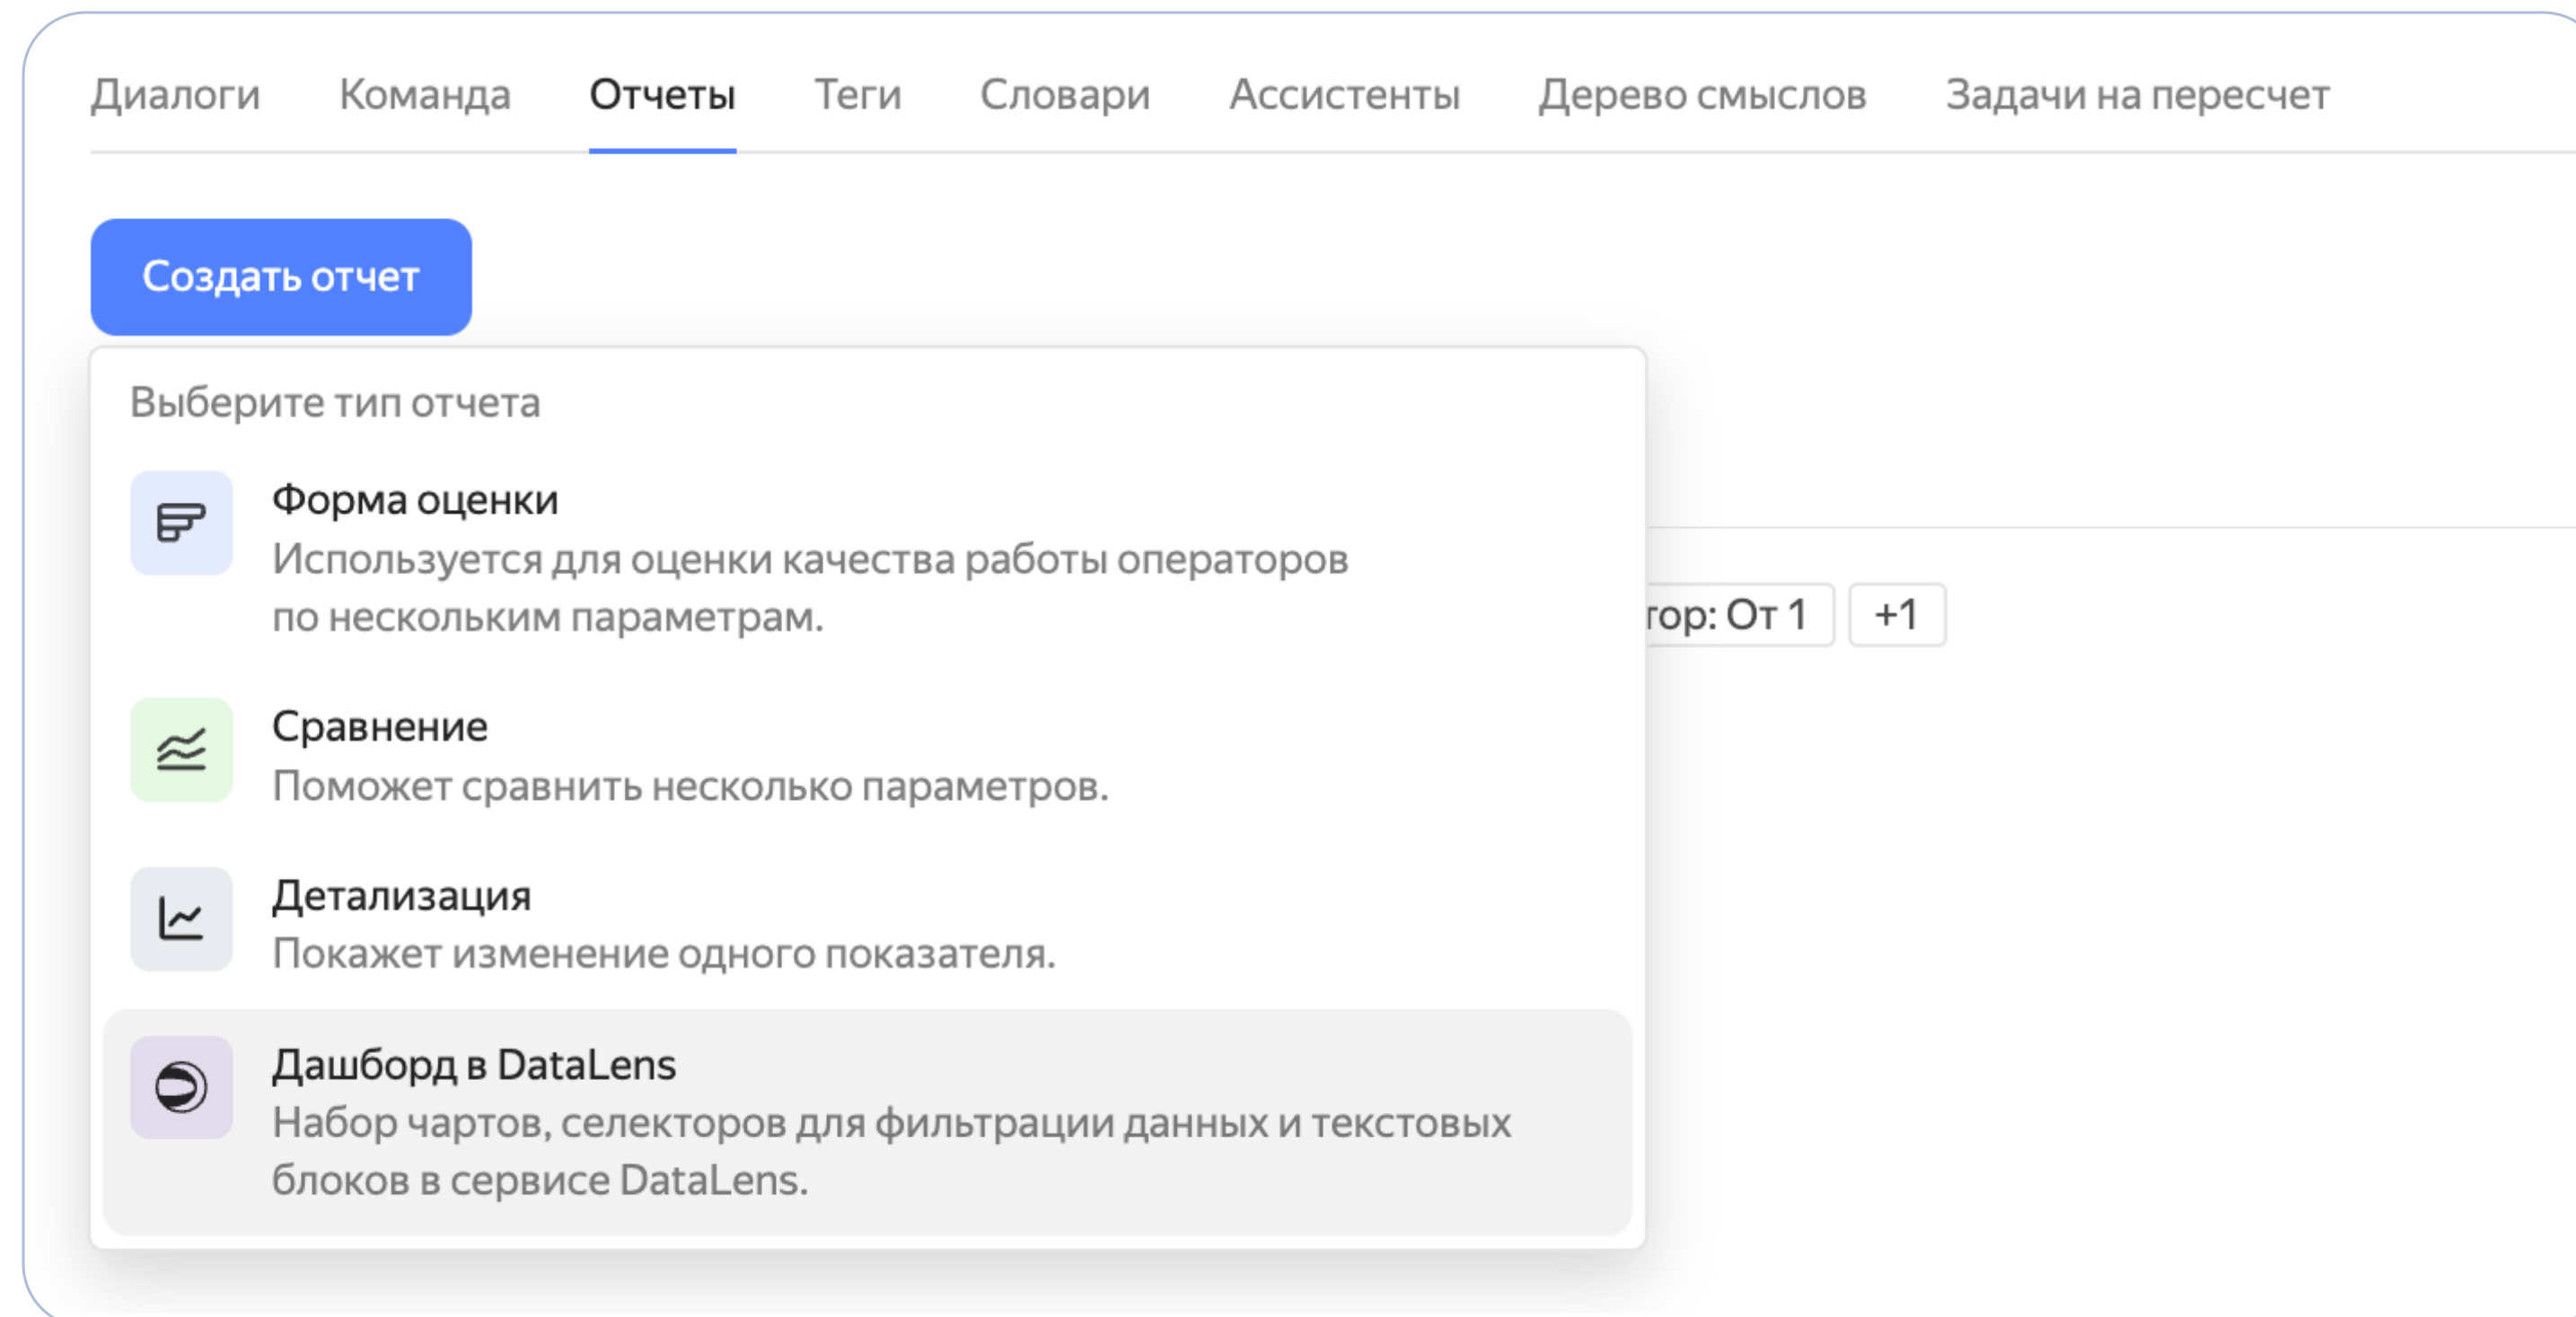 Диалоги Команда Отчеты Теги Словари Ассистенты Дерево смыслов Задачи на пересчет
Создать отчет
Выберите тип отчета
Форма оценки
Используется для оценки качества работы операторов
по нескольким параметрам.
: От 1 +1
Сравнение
Поможет сравнить несколько параметров.
Детализация
Покажет изменение одного показателя.
Дашборд в DataLens
Набор чартов, селекторов для фильтрации данных и текстовых
блоков в сервисе DataLens.